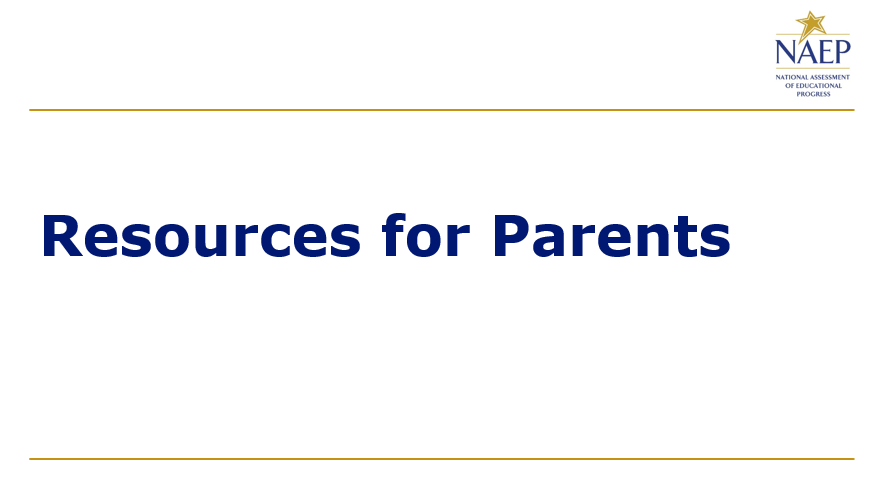 NAEP
NATIONAL ASSESSMENT
OF EDUCATIONAL
PROGRESS
Resources for Parents